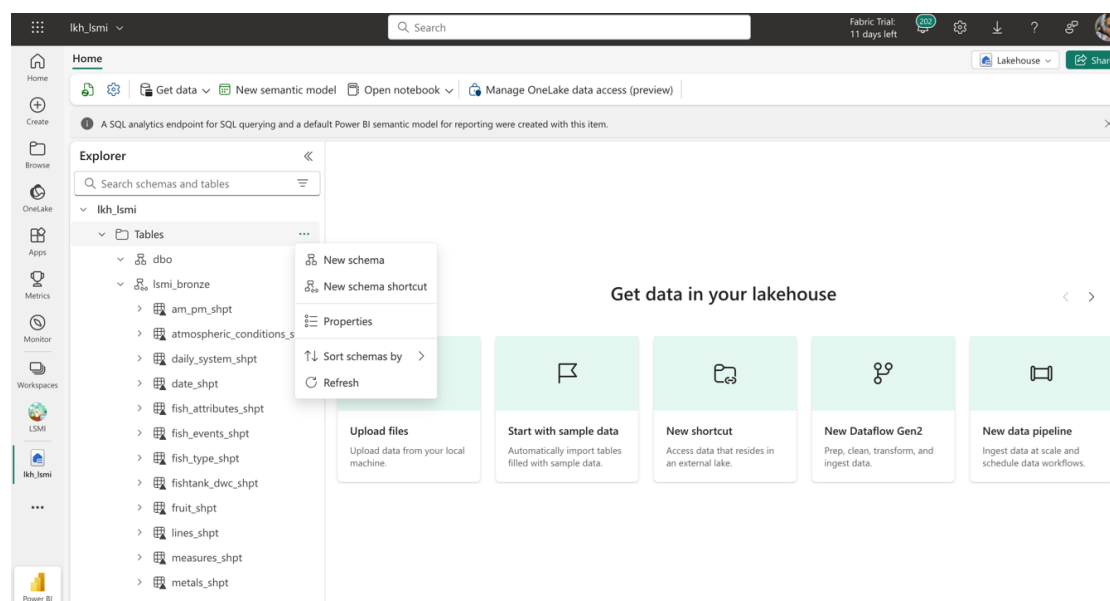 lkh_lsmi
Search
Fabric Trial:
11 days left
202
Home
Lakehouse
Share
Get data
New semantic model
Open notebook
Manage OneLake data access (preview)
A SQL analytics endpoint for SQL querying and a default Power BI semantic model for reporting were created with this item.
Home
Create
Browse
OneLake
Apps
Metrics
Monitor
Workspaces
LSMI
lkh_lsmi
Power BI
Explorer
Search schemas and tables
lkh_lsmi
Tables
dbo
lsmi_bronze
am_pm_shpt
atmospheric_conditions_s
daily_system_shpt
date_shpt
fish_attributes_shpt
fish_events_shpt
fish_type_shpt
fishtank_dwc_shpt
fruit_shpt
lines_shpt
measures_shpt
metals_shpt
New schema
New schema shortcut
Properties
Sort schemas by
Refresh
Get data in your lakehouse
Upload files
Upload data from your local
machine.
Start with sample data
Automatically import tables
filled with sample data.
New shortcut
Access data that resides in
an external lake.
New Dataflow Gen2
Prep, clean, transform, and
ingest data.
New data pipeline
Ingest data at scale and
schedule data workflows.